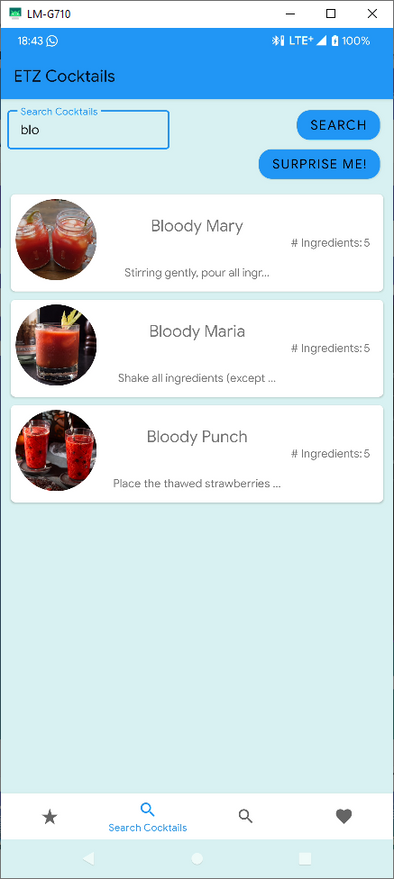 LM-G710
18:43 LTE+ 100%
ETZ Cocktails
Search Cocktails
blo
SEARCH
SURPRISE ME!
Bloody Mary
# Ingredients: 5
Stirring gently, pour all ingr...
Bloody Maria
# Ingredients: 5
Shake all ingredients (except ...
Bloody Punch
# Ingredients: 5
Place the thawed strawberries ...
Search Cocktails